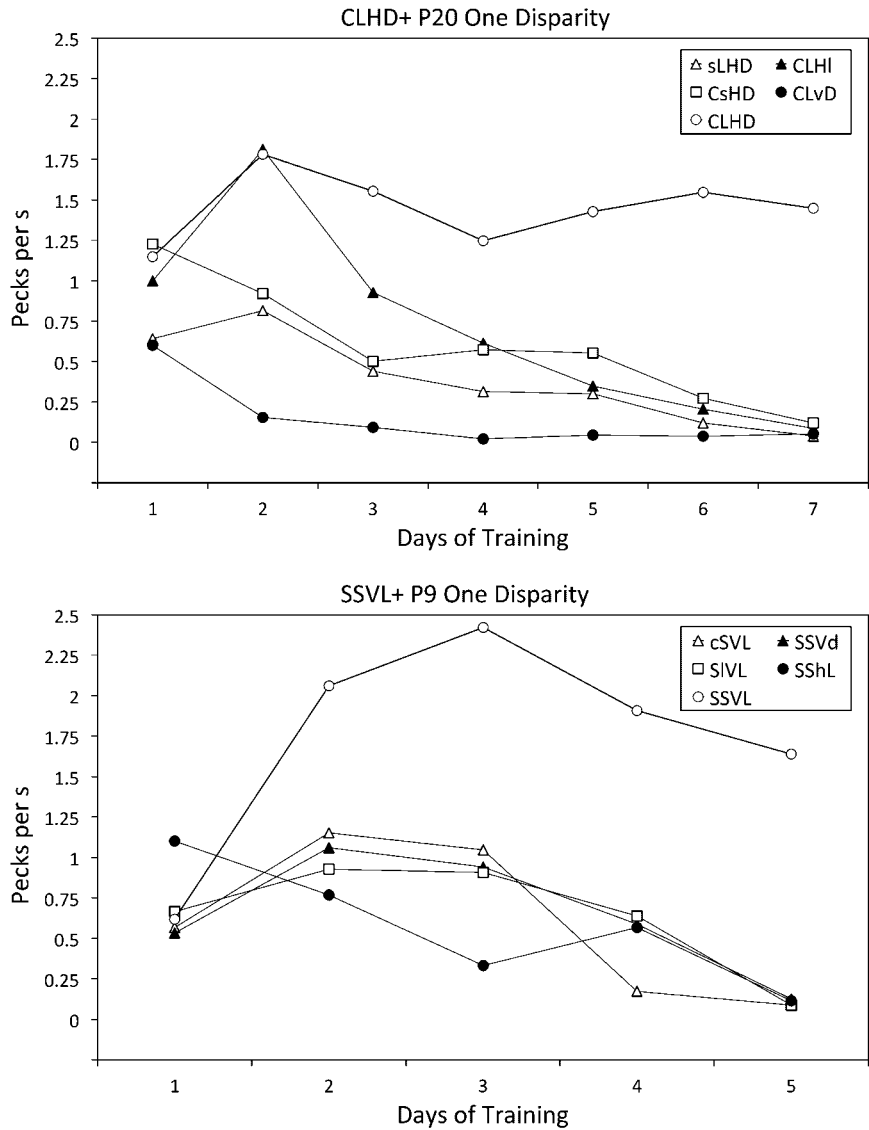 CLHD+ P20 One Disparity
2.5
2.25
2
1.75
1.5
1.25
1
0.75
0.5
0.25
0
Pecks per s
sLHD CLHl
CsHD CLvD
CLHD
1 2 3 4 5 6 7
Days of Training
SSVL+ P9 One Disparity
2.5
2.25
2
1.75
1.5
1.25
1
0.75
0.5
0.25
0
Pecks per s
cSVL SSVd
SlVL SShL
SSVL
1 2 3 4 5
Days of Training